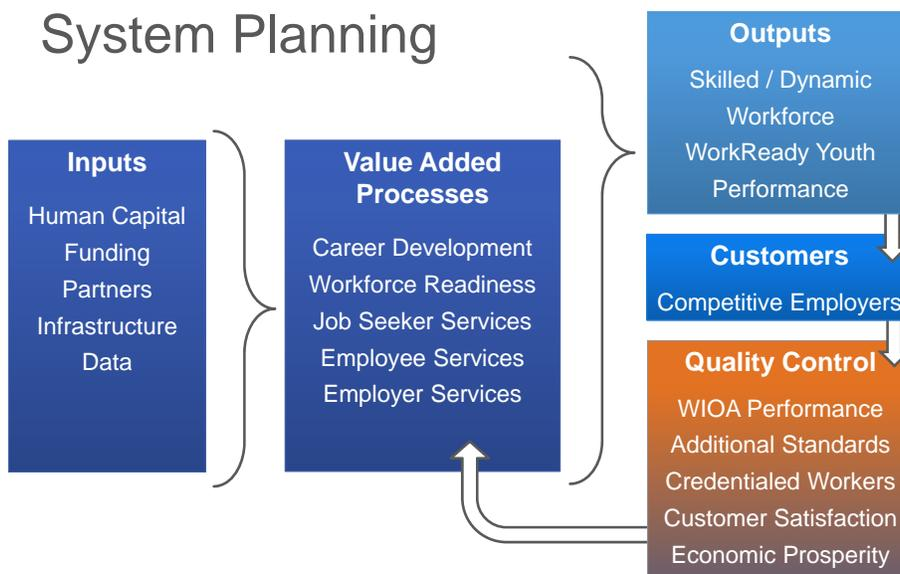 System Planning
Inputs
Human Capital
Funding
Partners
Infrastructure
Data
Value Added
Processes
Career Development
Workforce Readiness
Job Seeker Services
Employee Services
Employer Services
Outputs
Skilled / Dynamic
Workforce
WorkReady Youth
Performance
Customers
Competitive Employers
Quality Control
WIOA Performance
Additional Standards
Credentialed Workers
Customer Satisfaction
Economic Prosperity